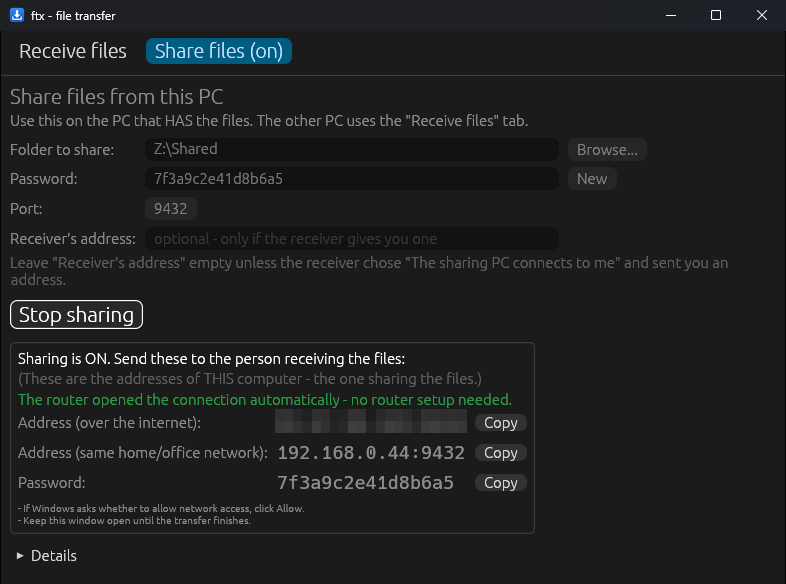 ftx - file transfer
Receive files
Share files (on)
Share files from this PC
Use this on the PC that HAS the files. The other PC uses the "Receive files" tab.
Folder to share: Z:\Shared Browse...
Password: 7f3a9c2e41d8b6a5 New
Port: 9432
Receiver's address: optional - only if the receiver gives you one
Leave "Receiver's address" empty unless the receiver chose "The sharing PC connects to me" and sent you an
address.
Stop sharing
Sharing is ON. Send these to the person receiving the files:
(These are the addresses of THIS computer - the one sharing the files.)
The router opened the connection automatically - no router setup needed.
Address (over the internet): Copy
Address (same home/office network): 192.168.0.44:9432 Copy
Password: 7f3a9c2e41d8b6a5 Copy
- If Windows asks whether to allow network access, click Allow.
- Keep this window open until the transfer finishes.
Details